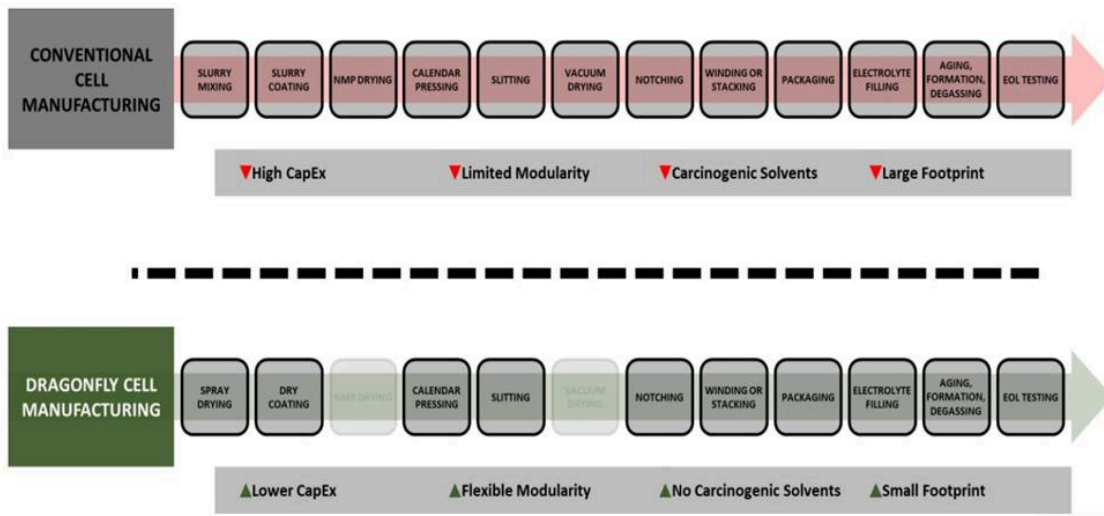 CONVENTIONAL
CELL
MANUFACTURING
SLURRY
MIXING
SLURRY
COATING
NMP DRYING
CALENDAR
PRESSING
SLITTING
VACUUM
DRYING
NOTCHING
WINDING OR
STACKING
PACKAGING
ELECTROLYTE
FILLING
AGING,
FORMATION,
DEGASSING
EOL TESTING
▼High CapEx
▼Limited Modularity
▼Carcinogenic Solvents
▼Large Footprint
DRAGONFLY CELL
MANUFACTURING
SPRAY
DRYING
DRY
COATING
NMP DRYING
CALENDAR
PRESSING
SLITTING
VACUUM
DRYING
NOTCHING
WINDING OR
STACKING
PACKAGING
ELECTROLYTE
FILLING
AGING,
FORMATION,
DEGASSING
EOL TESTING
▲Lower CapEx
▲Flexible Modularity
▲No Carcinogenic Solvents
▲Small Footprint